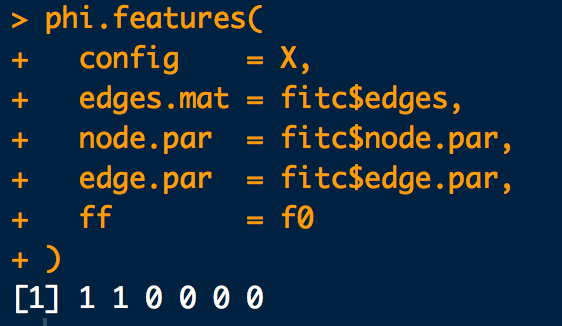 > phi.features(
+   config    = X,
+   edges.mat = fitc$edges,
+   node.par  = fitc$node.par,
+   edge.par  = fitc$edge.par,
+   ff        = f0
+ )
[1] 1 1 0 0 0 0